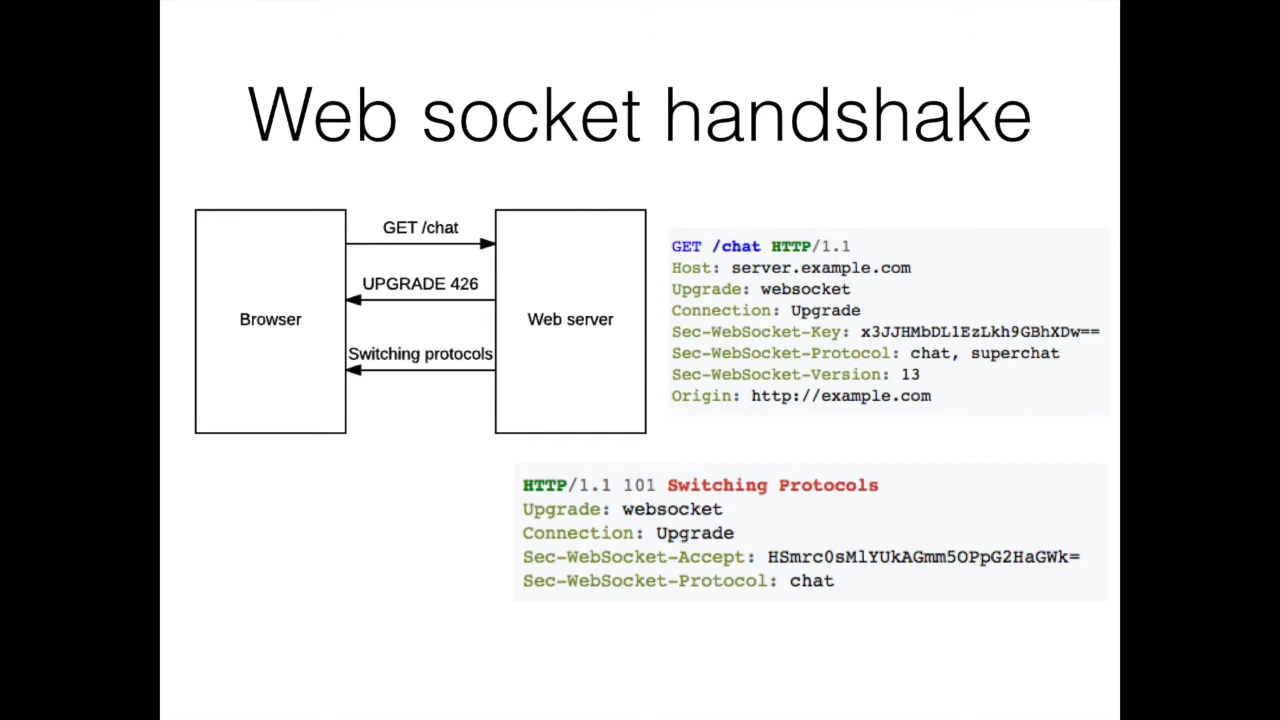 Web socket handshake
GET /chat
UPGRADE 426
Browser
Web server
Switching protocols
GET /chat HTTP/1.1
Host: server.example.com
Upgrade: websocket
Connection: Upgrade
Sec-WebSocket-Key: x3JJHMbDL1EzLkh9GBhXDw==
Sec-WebSocket-Protocol: chat, superchat
Sec-WebSocket-Version: 13
Origin: http://example.com
HTTP/1.1 101 Switching Protocols
Upgrade: websocket
Connection: Upgrade
Sec-WebSocket-Accept: HSmrc0sMlYUkAGmm5OPpG2HaGWk=
Sec-WebSocket-Protocol: chat